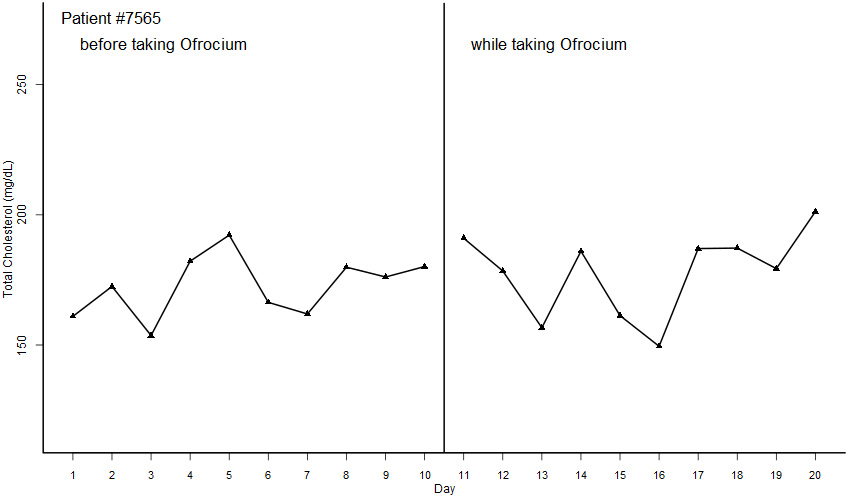 Patient #7565
before taking Ofrocium
while taking Ofrocium
Total Cholesterol (mg/dL)
250
200
150
1 2 3 4 5 6 7 8 9 10 11 12 13 14 15 16 17 18 19 20
Day